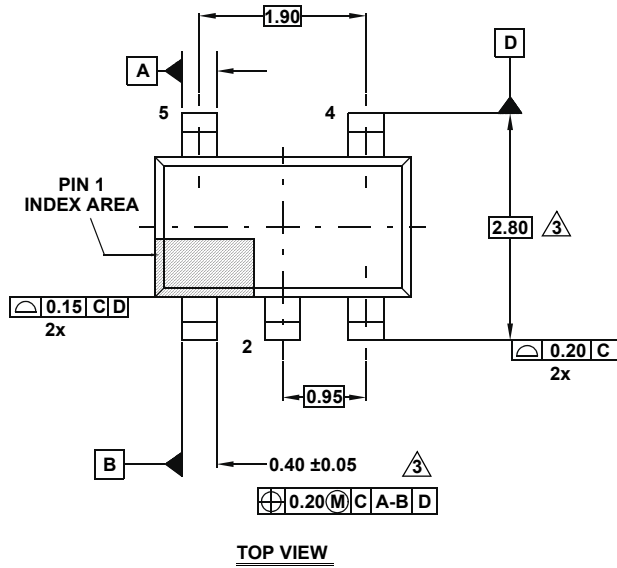 1.90
D
A
5
4
PIN 1
INDEX AREA
2.80
3
⌓ 0.15 C D
2x
2
⌓ 0.20 C
2x
0.95
B
0.40 ±0.05
3
⌖ 0.20 Ⓜ C A-B D
TOP VIEW